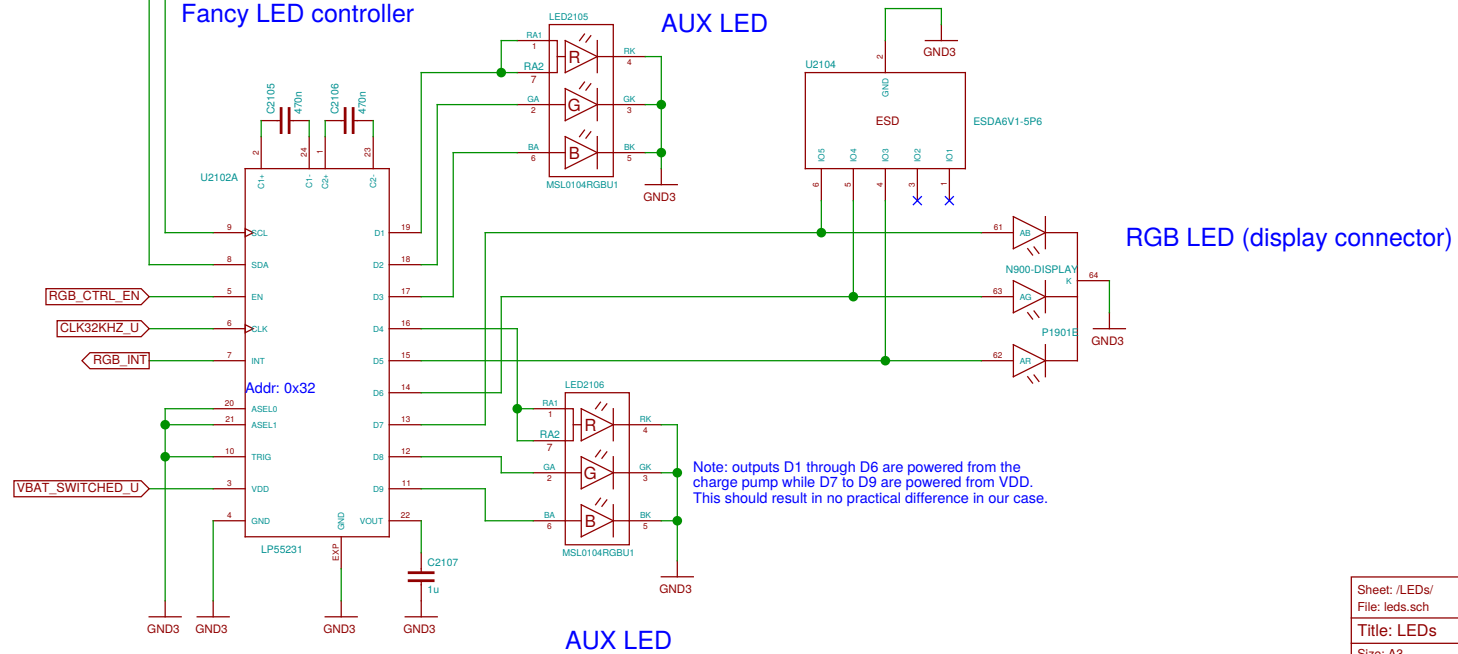 Fancy LED controller
LED2105
AUX LED
RA1
1
RA2
7
R
RK
4
GA
2
G
GK
3
BA
6
B
BK
5
MSL0104RGBU1
GND3
GND3
2
U2104
GND
ESD
ESDA6V1-5P6
IO5
IO4
IO3
IO2
IO1
6
5
4
3
1
C2105
470n
C2106
470n
2
24
1
23
U2102A
C1+
C1-
C2+
C2-
9
SCL
D1
19
8
SDA
D2
18
RGB_CTRL_EN
5
EN
D3
17
CLK32KHZ_U
6
CLK
D4
16
RGB_INT
7
INT
D5
15
Addr: 0x32
D6
14
20
ASEL0
21
ASEL1
D7
13
10
TRIG
D8
12
VBAT_SWITCHED_U
3
VDD
D9
11
4
GND
GND
VOUT
22
LP55231
EXP
C2107
1u
GND3
GND3
GND3
GND3
61
AB
RGB LED (display connector)
N900-DISPLAY
K
64
63
AG
P1901E
GND3
62
AR
LED2106
RA1
1
RA2
7
R
RK
4
GA
2
G
GK
3
BA
6
B
BK
5
MSL0104RGBU1
GND3
Note: outputs D1 through D6 are powered from the
charge pump while D7 to D9 are powered from VDD.
This should result in no practical difference in our case.
AUX LED
Sheet: /LEDs/
File: leds.sch
Title: LEDs
Size: A3